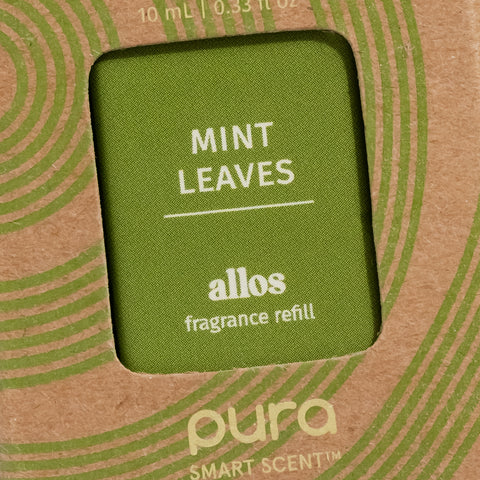 10 mL | 0.33 fl oz
MINT
LEAVES
allos
fragrance refill
pura
SMART SCENT™